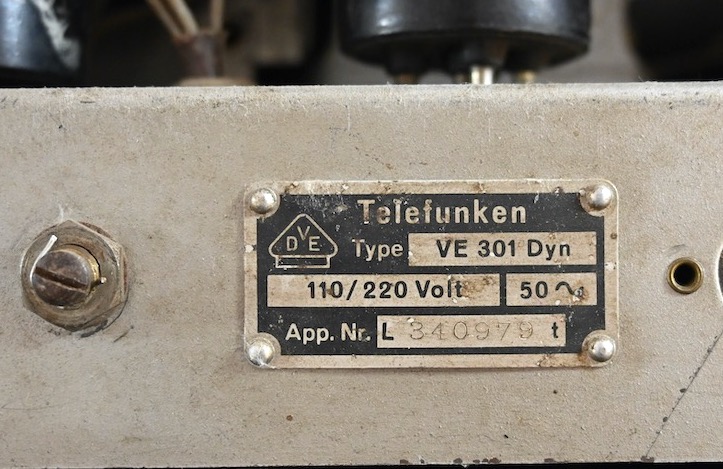 Telefunken
DVE
Type VE 301 Dyn
110/220 Volt 50 ~
App. Nr. L 340979 t